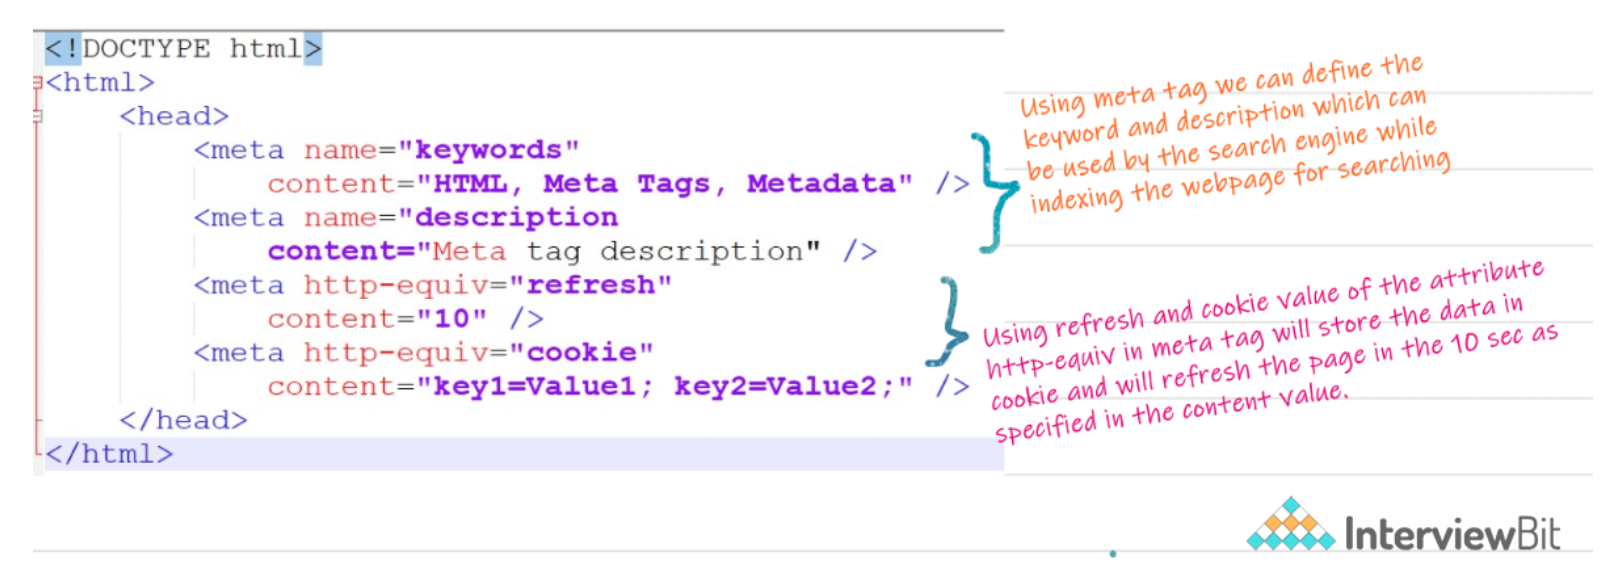 <!DOCTYPE html>
<html>
<head>
<meta name="keywords"
content="HTML, Meta Tags, Metadata" />
<meta name="description
content="Meta tag description" />
<meta http-equiv="refresh"
content="10" />
<meta http-equiv="cookie"
content="key1=Value1; key2=Value2;" />
</head>
</html>
Using meta tag we can define the
keyword and description which can
be used by the search engine while
indexing the webpage for searching
Using refresh and cookie value of the attribute
http-equiv in meta tag will store the data in
cookie and will refresh the page in the 10 sec as
specified in the content value.
InterviewBit